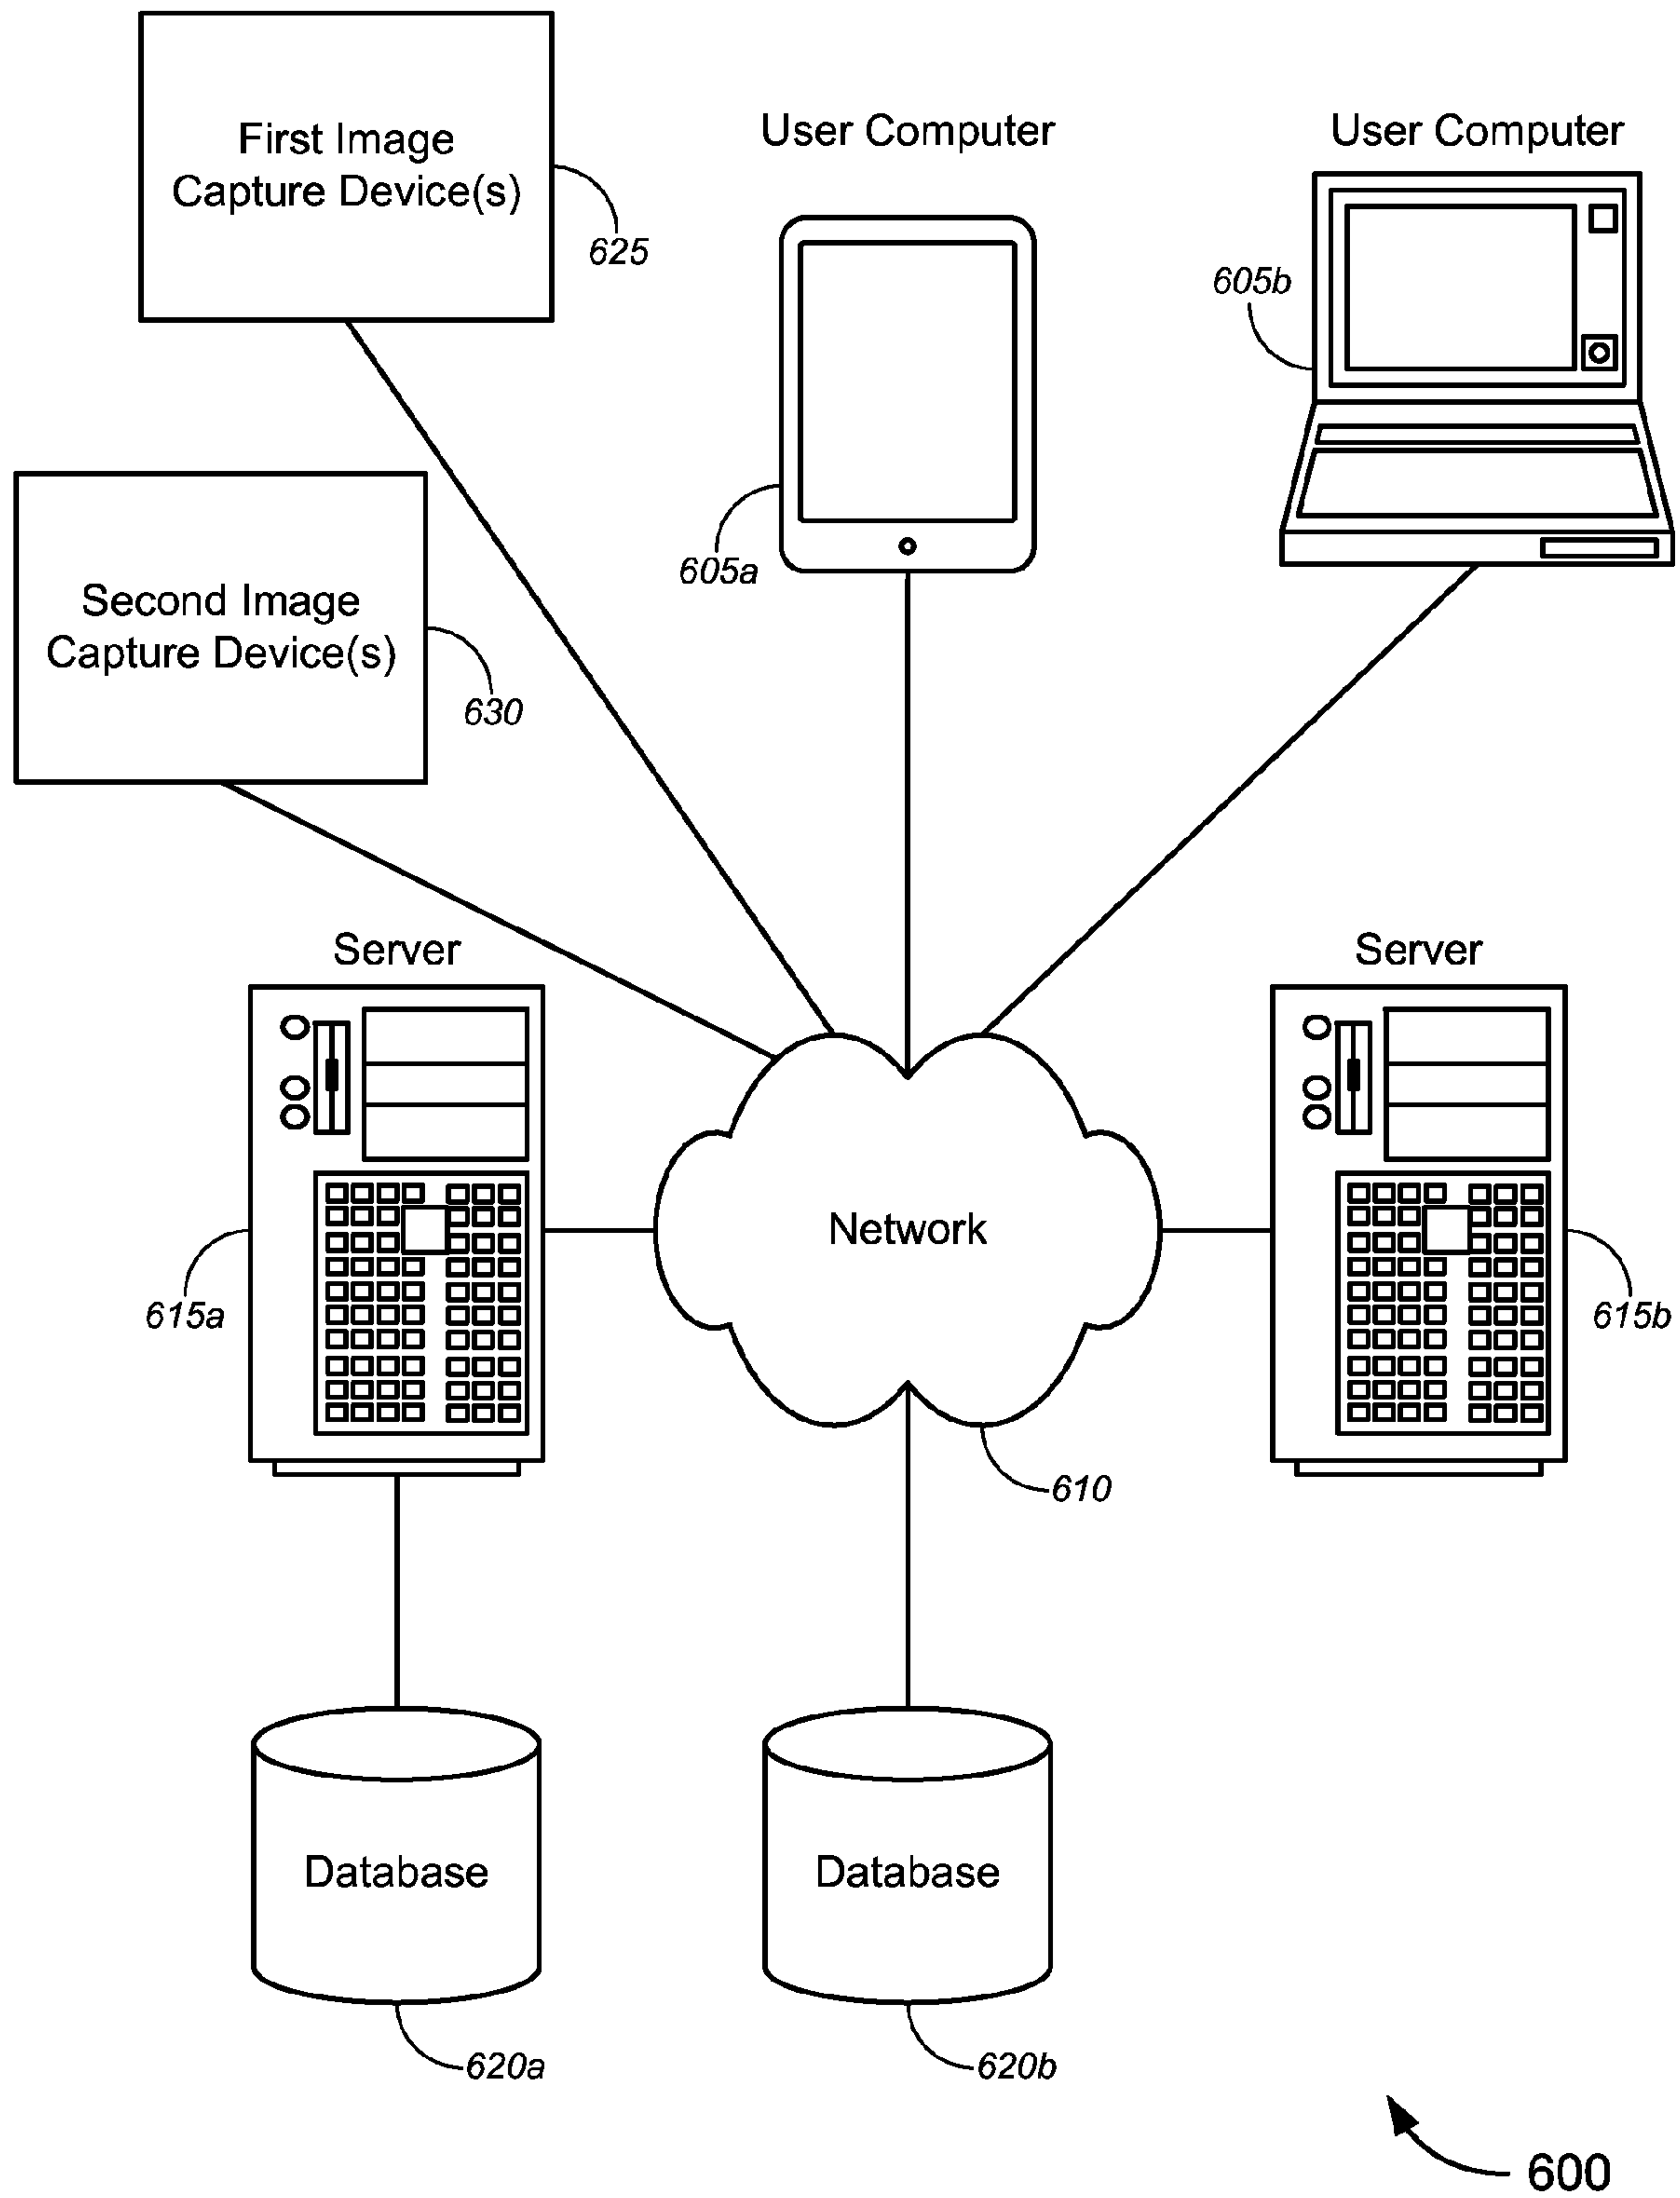 First Image
Capture Device(s)
625
User Computer
605a
User Computer
605b
Second Image
Capture Device(s)
630
Server
615a
Network
610
Server
615b
Database
620a
Database
620b
600